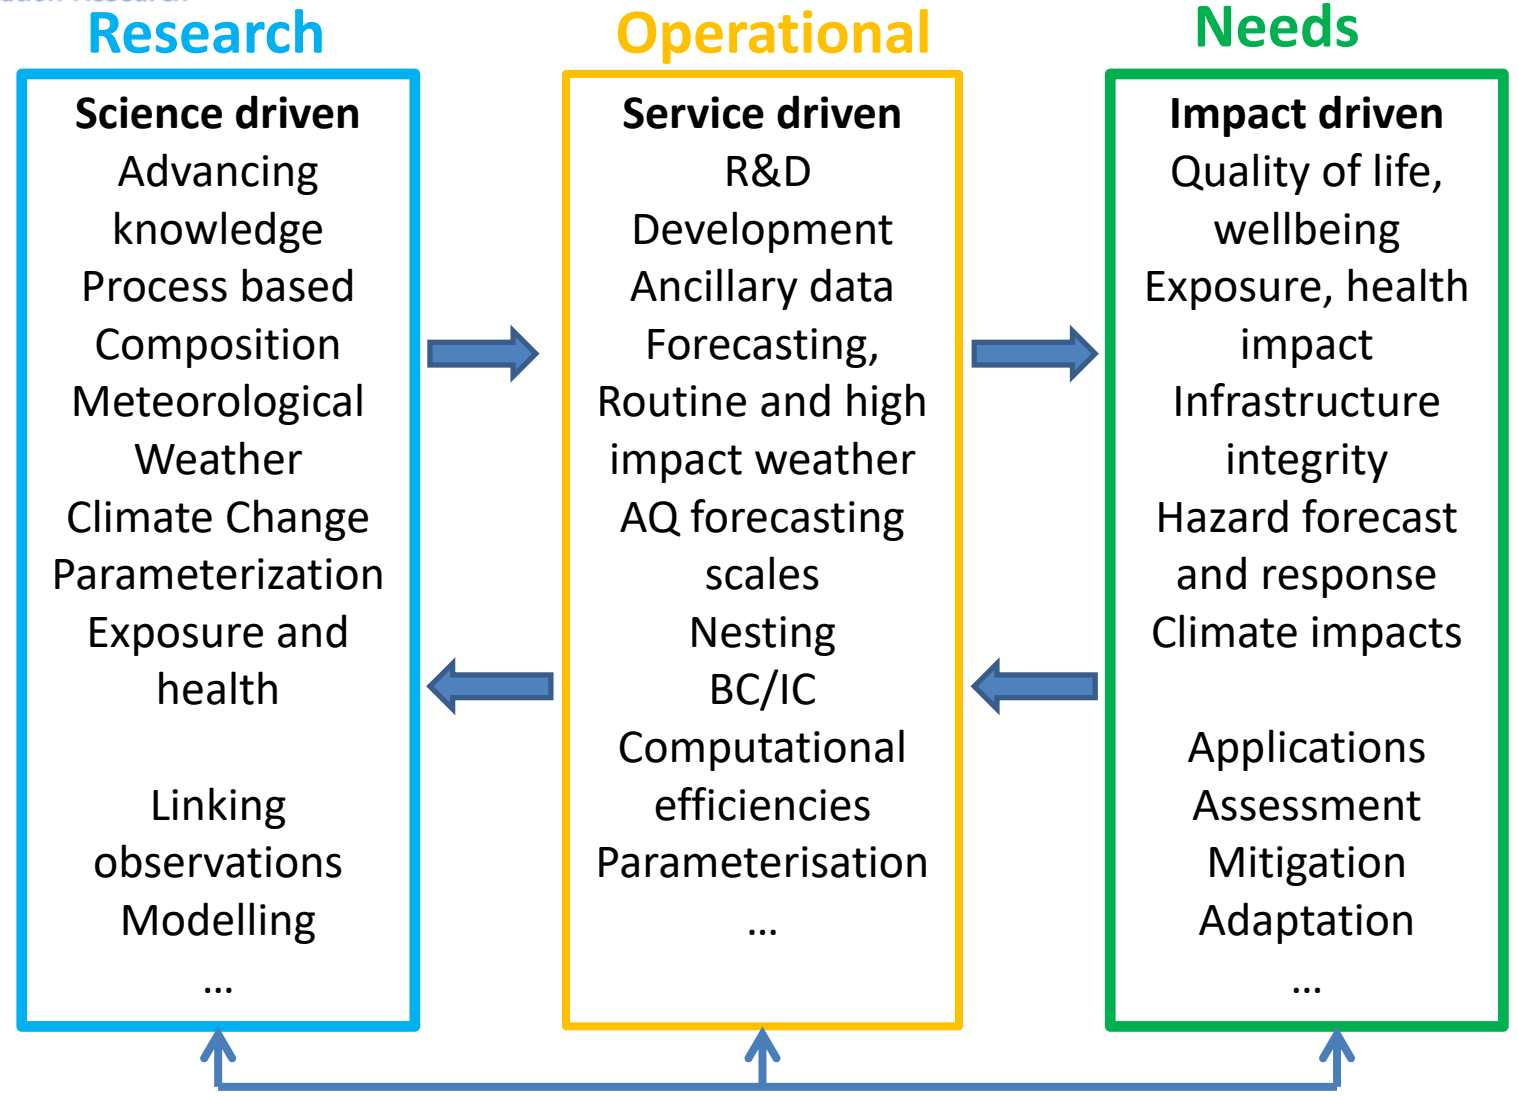 Research
Science driven
Advancing
knowledge
Process based
Composition
Meteorological
Weather
Climate Change
Parameterization
Exposure and
health
Linking
observations
Modelling
...
Operational
Service driven
R&D
Development
Ancillary data
Forecasting,
Routine and high
impact weather
AQ forecasting
scales
Nesting
BC/IC
Computational
efficiencies
Parameterisation
...
Needs
Impact driven
Quality of life,
wellbeing
Exposure, health
impact
Infrastructure
integrity
Hazard forecast
and response
Climate impacts
Applications
Assessment
Mitigation
Adaptation
...